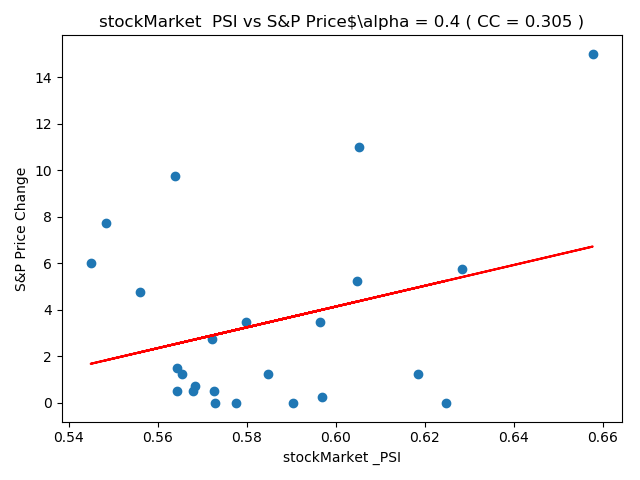 stockMarket  PSI vs S&P Price$\alpha = 0.4 ( CC = 0.305 )
S&P Price Change
14
12
10
8
6
4
2
0
0.54 0.56 0.58 0.60 0.62 0.64 0.66
stockMarket _PSI